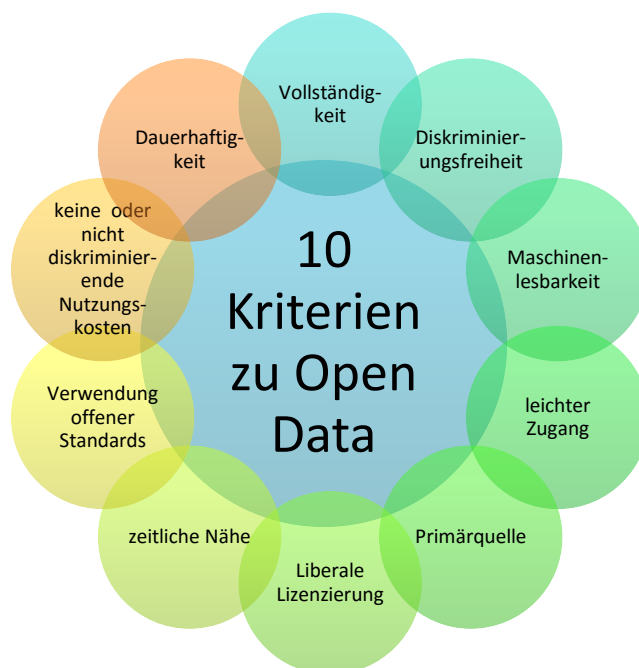 10
Kriterien
zu Open
Data
Vollständig-
keit
Diskriminier-
ungsfreiheit
Maschinen-
lesbarkeit
leichter
Zugang
Primärquelle
Liberale
Lizenzierung
zeitliche Nähe
Verwendung
offener
Standards
keine oder
nicht
diskriminier-
ende
Nutzungs-
kosten
Dauerhaftig-
keit